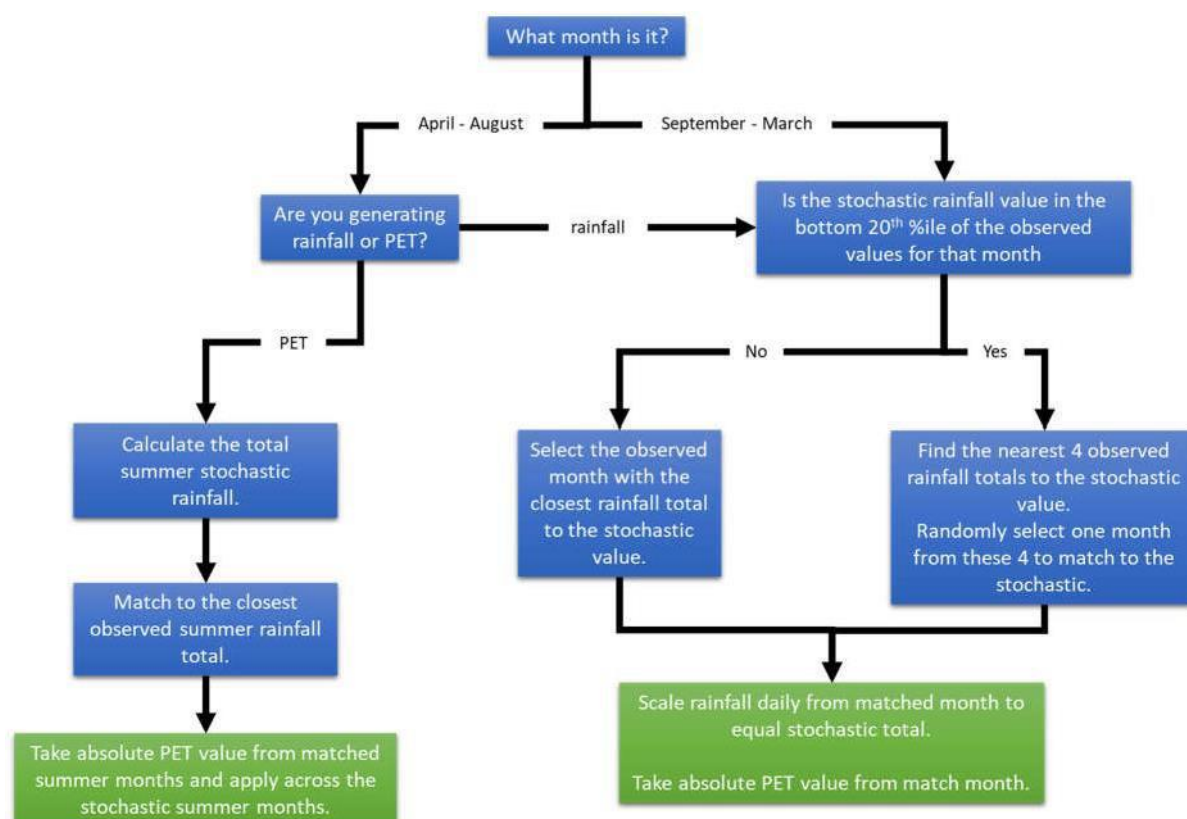 What month is it?
April - August
September - March
Are you generating
rainfall or PET?
rainfall
Is the stochastic rainfall value in the
bottom 20th %ile of the observed
values for that month
PET
No
Yes
Calculate the total
summer stochastic
rainfall.
Select the observed
month with the
closest rainfall total
to the stochastic
value.
Find the nearest 4 observed
rainfall totals to the stochastic
value.
Randomly select one month
from these 4 to match to the
stochastic.
Match to the closest
observed summer rainfall
total.
Scale rainfall daily from matched month to
equal stochastic total.
Take absolute PET value from match month.
Take absolute PET value from matched
summer months and apply across the
stochastic summer months.